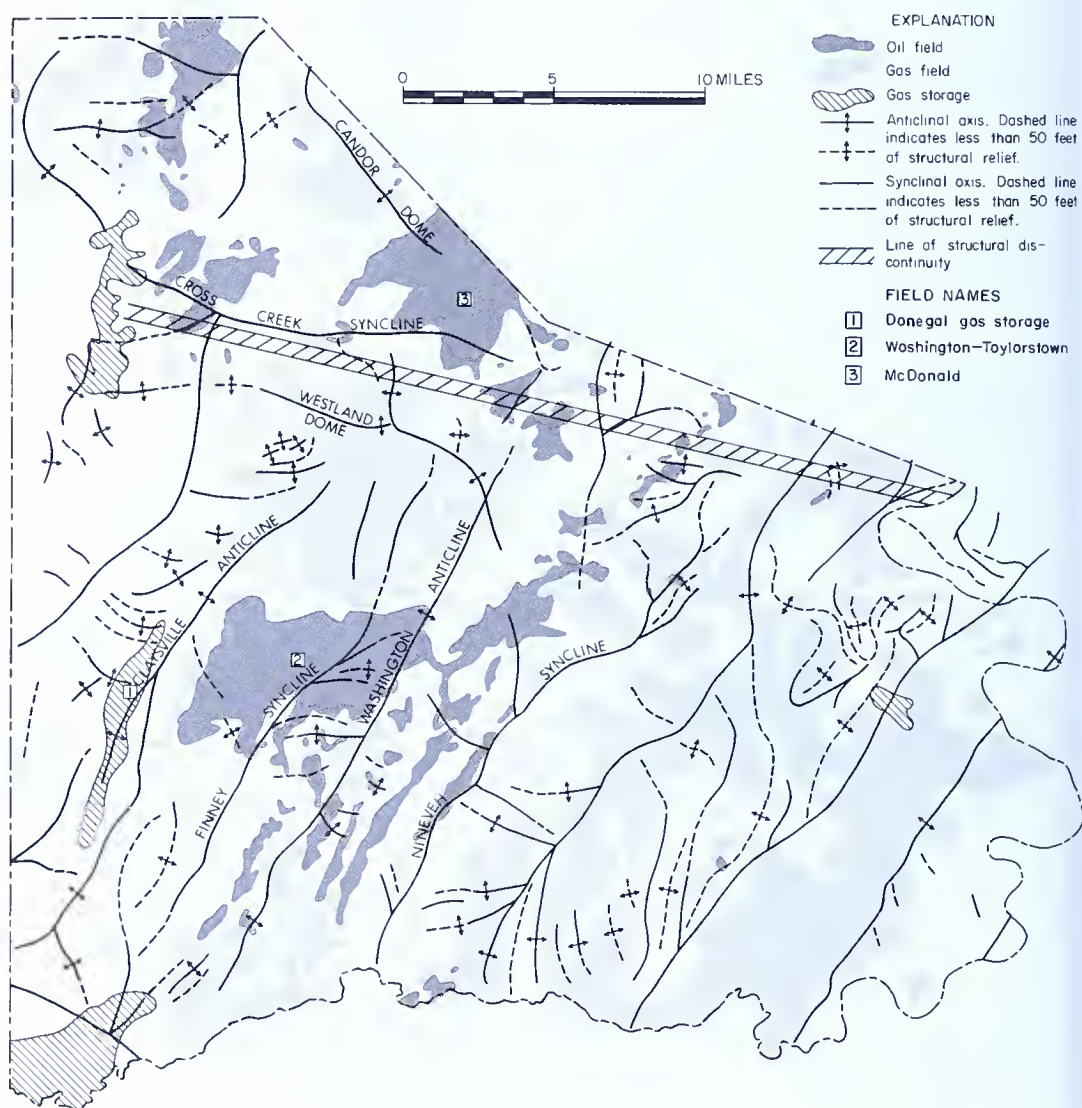 EXPLANATION
Oil field
Gas field
Gas storage
Anticlinal axis. Dashed line
indicates less than 50 feet
of structural relief.
Synclinal axis. Dashed line
indicates less than 50 feet
of structural relief.
Line of structural dis-
continuity
FIELD NAMES
1 Donegal gas storage
2 Woshington-Toylorstown
3 McDonald
0 5 10 MILES
CANDOR DOME
3
CROSS CREEK SYNCLINE
WESTLAND
DOME
CLAYSVILLE ANTICLINE
WASHINGTON ANTICLINE
2
FINNEY SYNCLINE
NINEVEH SYNCLINE
1